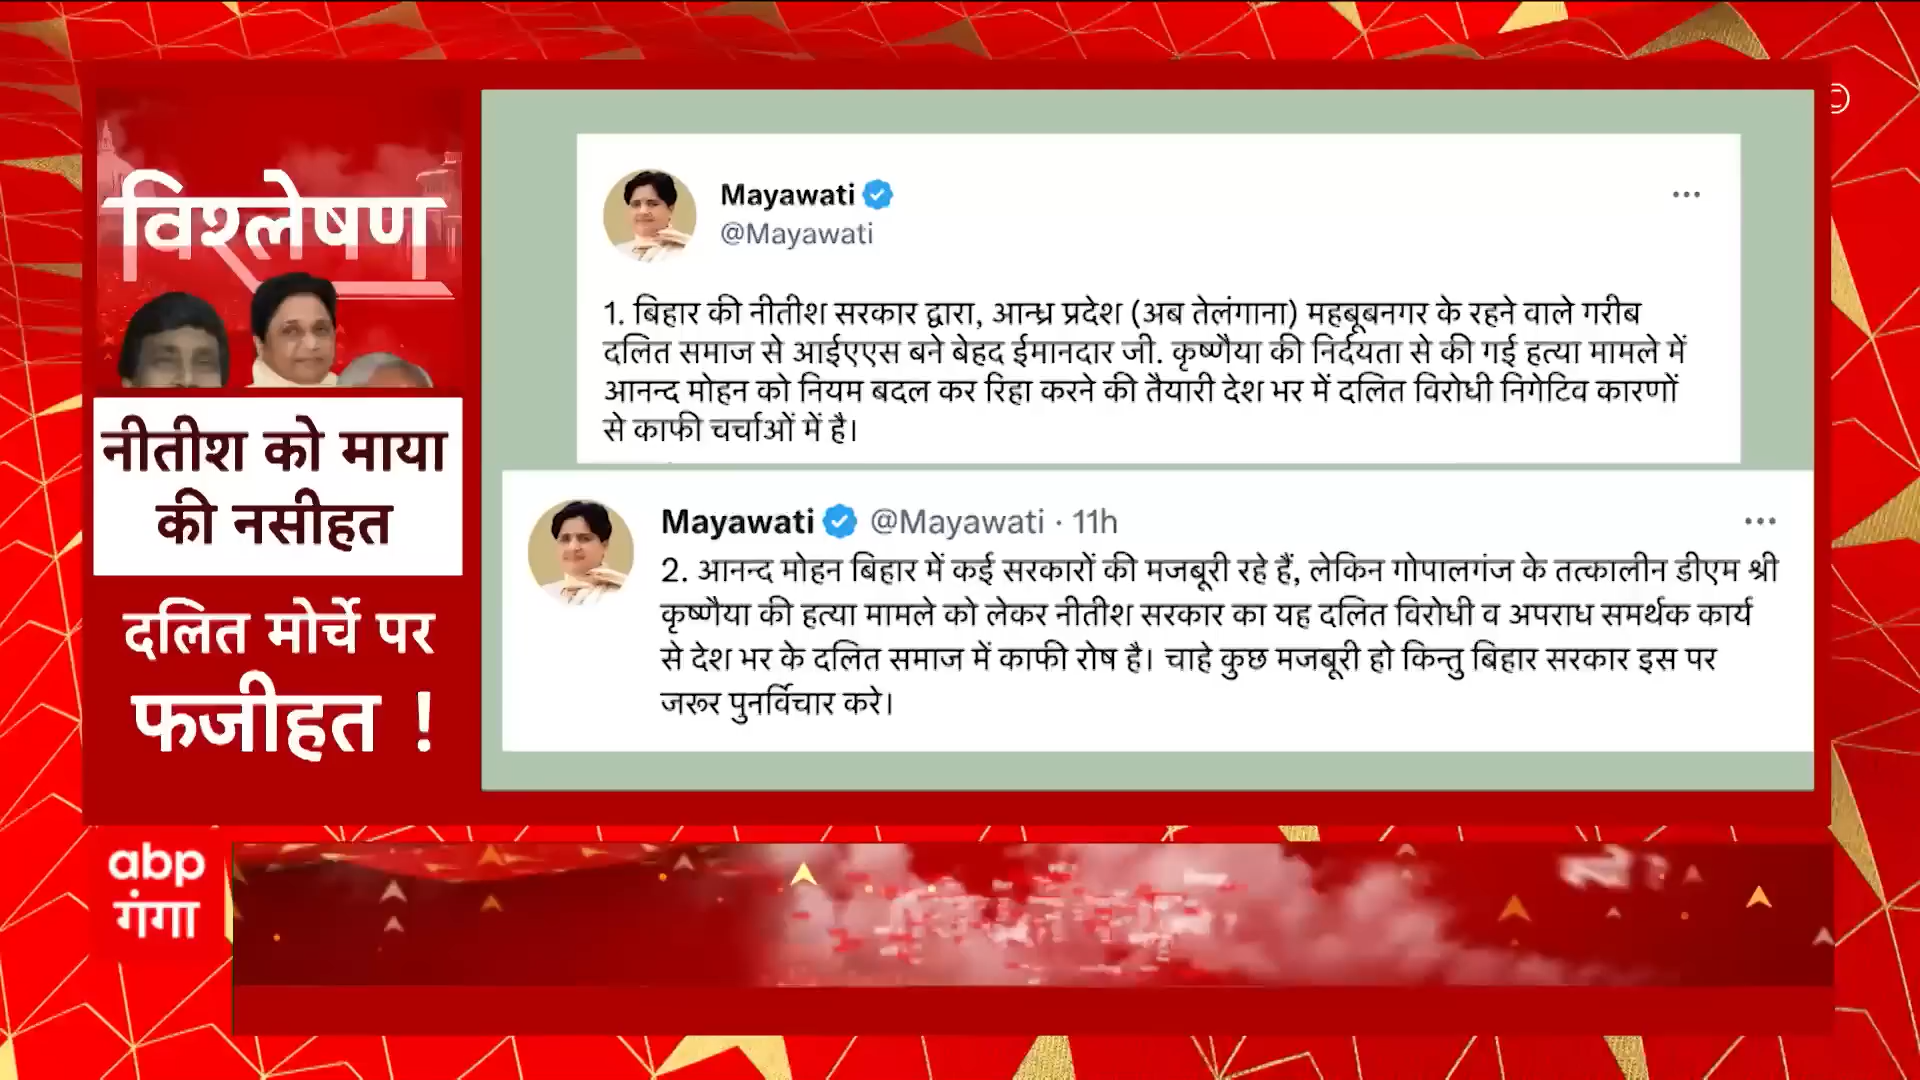 विश्लेषण
नीतीश को माया
की नसीहत
दलित मोर्चे पर
फजीहत !
Mayawati
@Mayawati
1. बिहार की नीतीश सरकार द्वारा, आन्ध्र प्रदेश (अब तेलंगाना) महबूबनगर के रहने वाले गरीब
दलित समाज से आईएएस बने बेहद ईमानदार जी. कृष्णैया की निर्दयता से की गई हत्या मामले में
आनन्द मोहन को नियम बदल कर रिहा करने की तैयारी देश भर में दलित विरोधी निगेटिव कारणों
से काफी चर्चाओं में है।
Mayawati @Mayawati · 11h
2. आनन्द मोहन बिहार में कई सरकारों की मजबूरी रहे हैं, लेकिन गोपालगंज के तत्कालीन डीएम श्री
कृष्णैया की हत्या मामले को लेकर नीतीश सरकार का यह दलित विरोधी व अपराध समर्थक कार्य
से देश भर के दलित समाज में काफी रोष है। चाहे कुछ मजबूरी हो किन्तु बिहार सरकार इस पर
जरूर पुनर्विचार करे।
abp
गंगा